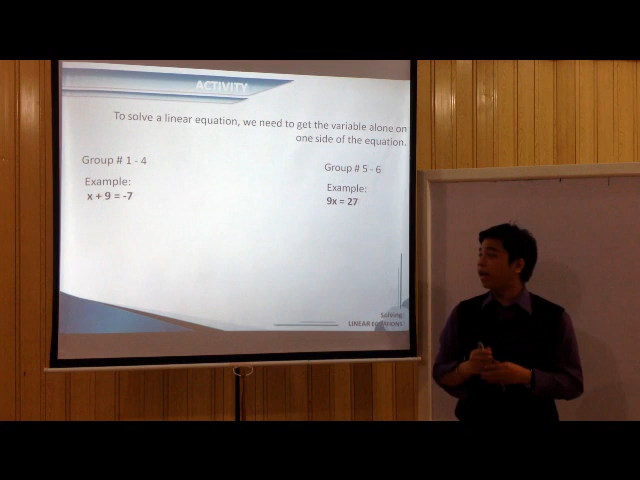 ACTIVITY
To solve a linear equation, we need to get the variable alone on
one side of the equation.
Group # 1 - 4
Example:
x + 9 = -7
Group # 5 - 6
Example:
9x = 27
Solving
LINEAR EQUATIONS